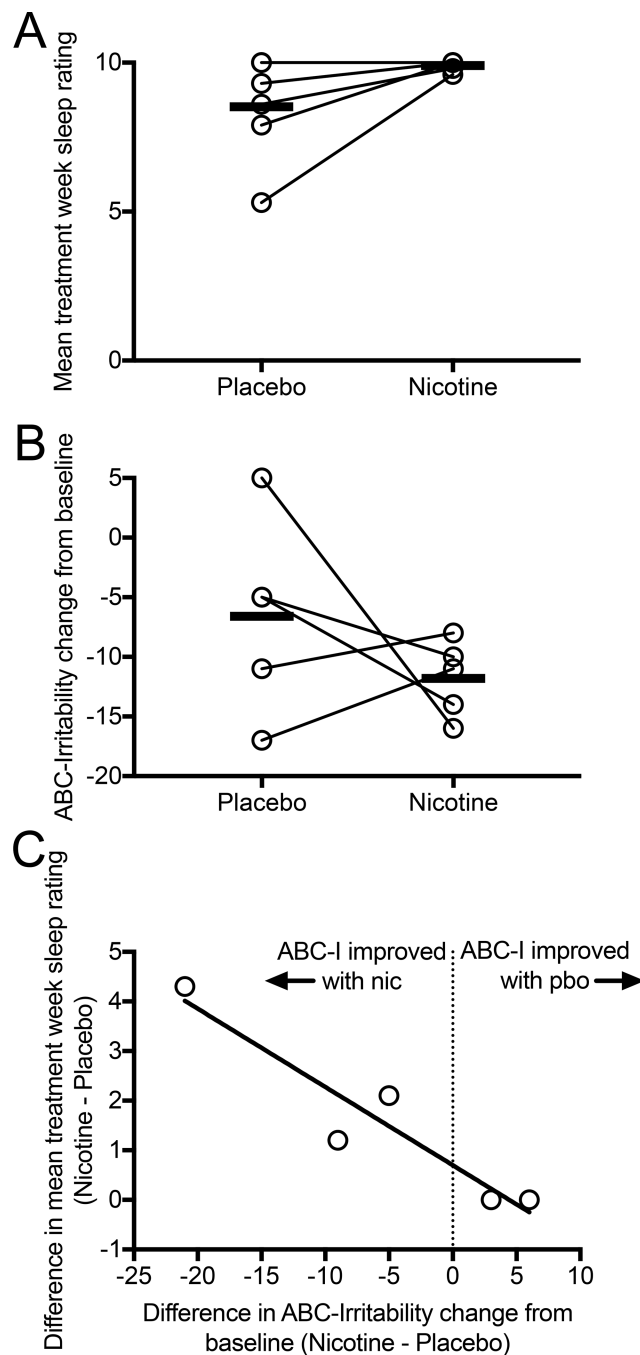 A
Mean treatment week sleep rating
10
5
0
Placebo
Nicotine
B
ABC-Irritability change from baseline
5
0
-5
-10
-15
-20
Placebo
Nicotine
C
Difference in mean treatment week sleep rating
(Nicotine - Placebo)
ABC-I improved
with nic
ABC-I improved
with pbo
5
4
3
2
1
0
-1
-25 -20 -15 -10 -5 0 5 10
Difference in ABC-Irritability change from
baseline (Nicotine - Placebo)